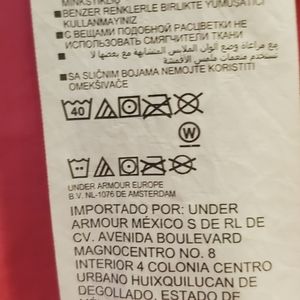 BENZER RENKLERLE BIRLIKTE YUMUŞATICI
KULLANMAYINIZ
С ВЕЩАМИ ПОДОБНОЙ РАСЦВЕТКИ НЕ
ИСПОЛЬЗОВАТЬ СМЯГЧИТЕЛИ ТКАНИ
SA SLIČNIM BOJAMA NEMOJTE KORISTITI
OMEKŠIVAČE
40
W
UNDER ARMOUR EUROPE
B.V. NL-1076 DE AMSTERDAM
IMPORTADO POR: UNDER
ARMOUR MÉXICO S DE RL DE
CV. AVENIDA BOULEVARD
MAGNOCENTRO NO. 8
INTERIOR 4 COLONIA CENTRO
URBANO HUIXQUILUCAN DE
DEGOLLADO, ESTADO DE